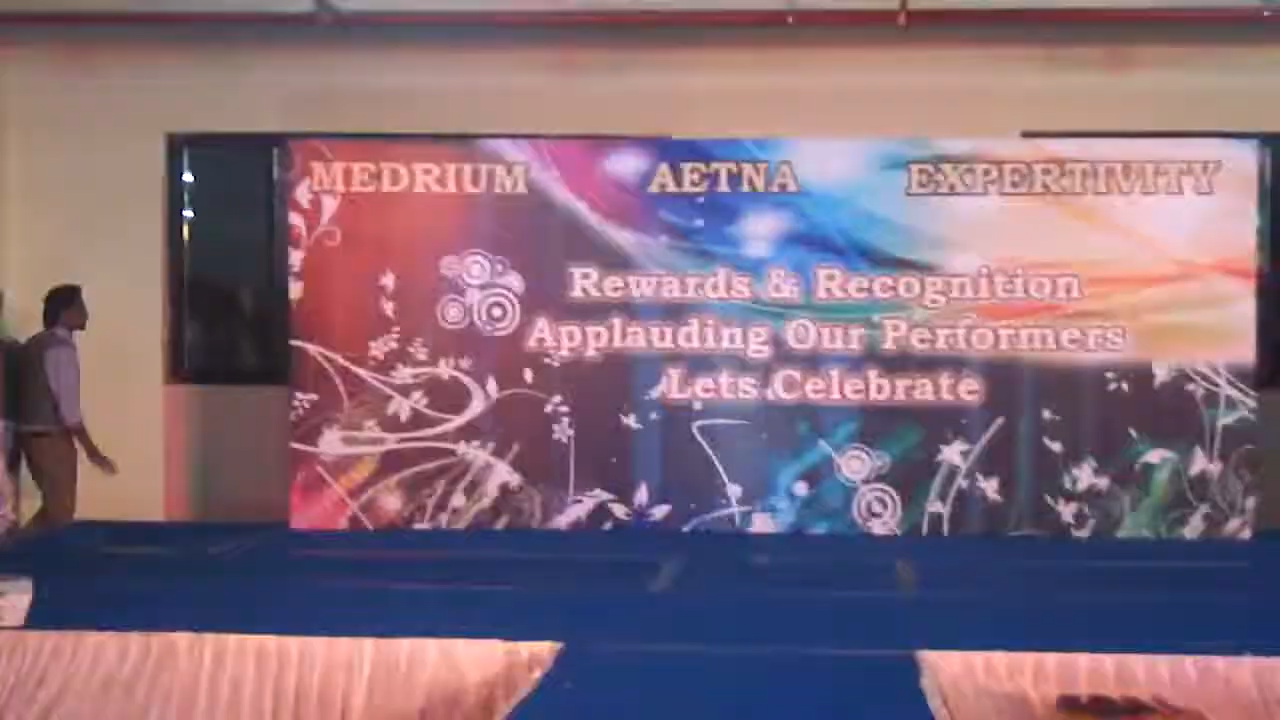 MEDRIUM AETNA EXPERTIVITY
Rewards & Recognition
Applauding Our Performers
Lets Celebrate